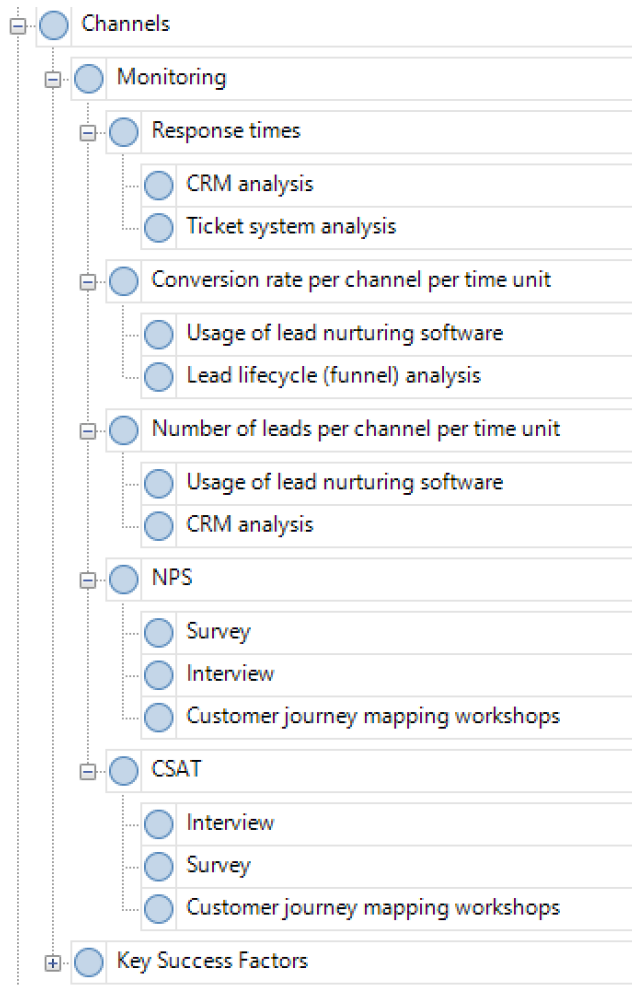 Channels
Monitoring
Response times
CRM analysis
Ticket system analysis
Conversion rate per channel per time unit
Usage of lead nurturing software
Lead lifecycle (funnel) analysis
Number of leads per channel per time unit
Usage of lead nurturing software
CRM analysis
NPS
Survey
Interview
Customer journey mapping workshops
CSAT
Interview
Survey
Customer journey mapping workshops
Key Success Factors